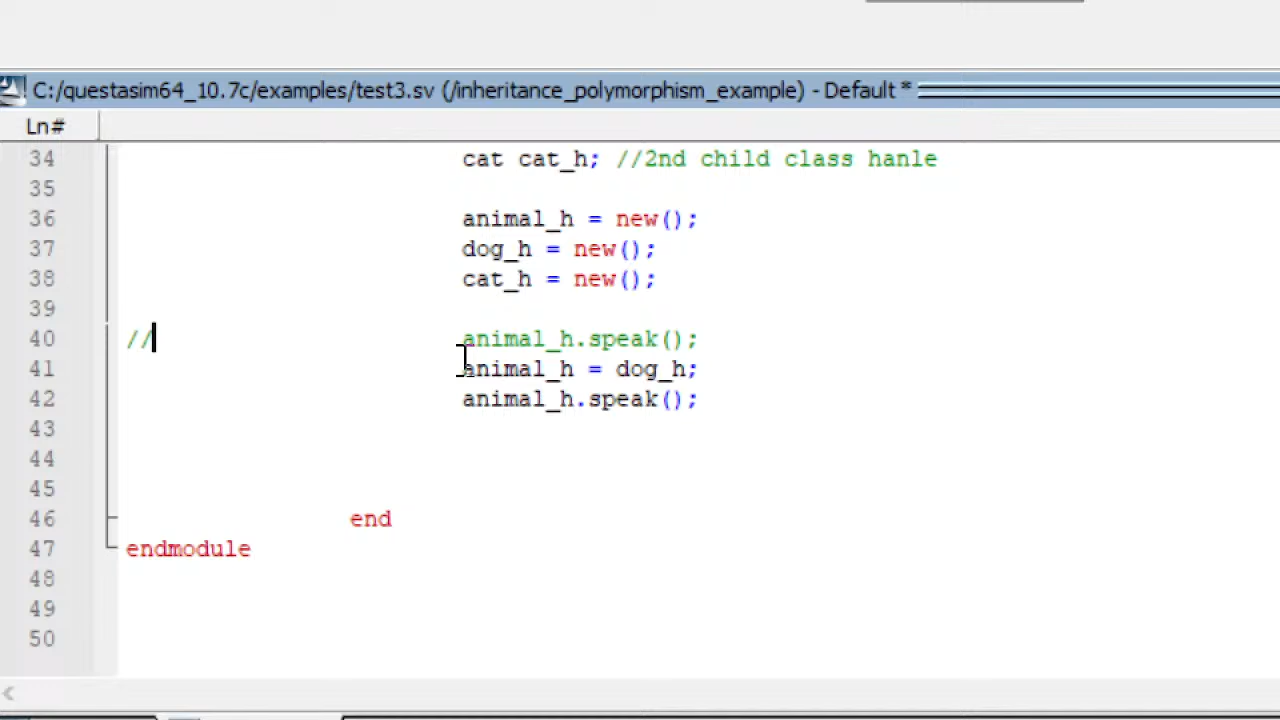 C:/questasim64_10.7c/examples/test3.sv (/inheritance_polymorphism_example) - Default *
Ln#
34 cat cat_h; //2nd child class hanle
35
36 animal_h = new();
37 dog_h = new();
38 cat_h = new();
39
40 // animal_h.speak();
41 animal_h = dog_h;
42 animal_h.speak();
43
44
45
46 end
47 endmodule
48
49
50